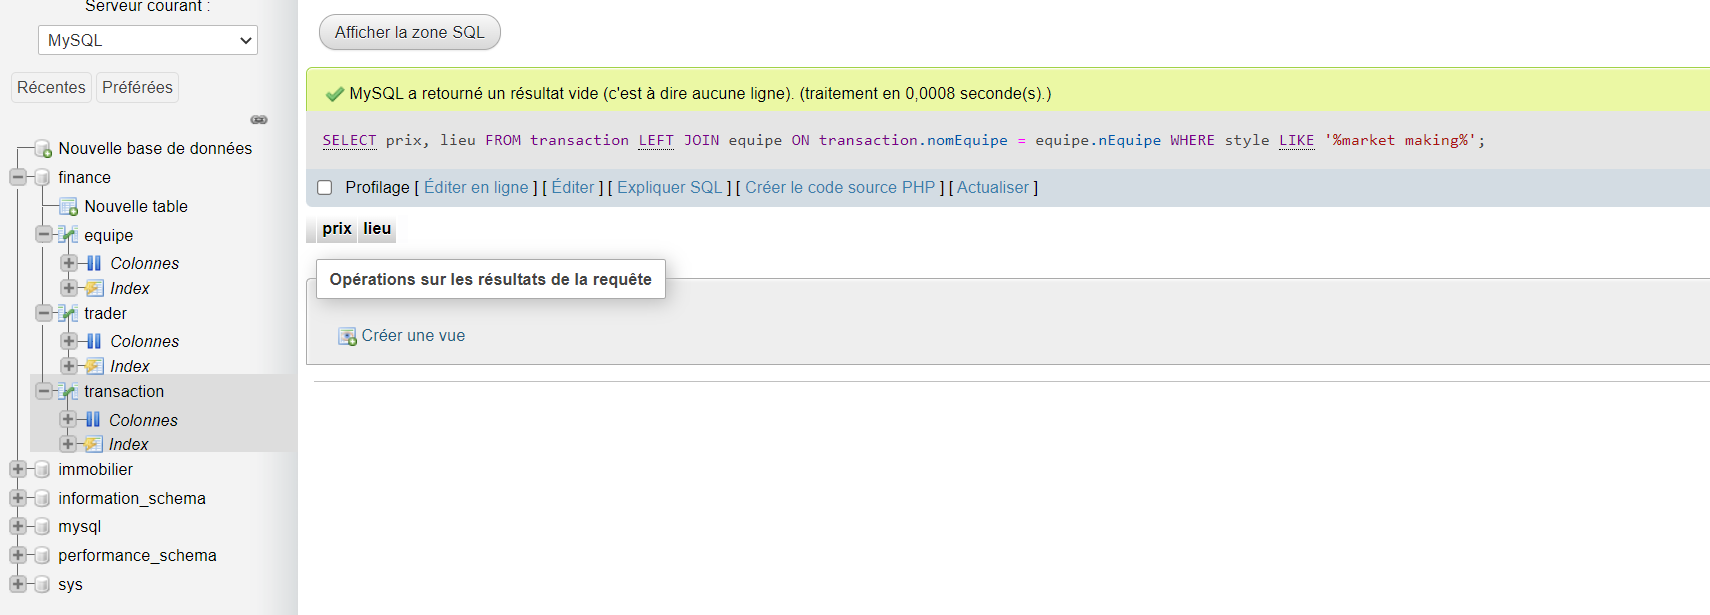 Serveur courant :
MySQL
Récentes
Préférées
Nouvelle base de données
finance
Nouvelle table
equipe
Colonnes
Index
trader
Colonnes
Index
transaction
Colonnes
Index
immobilier
information_schema
mysql
performance_schema
sys
Afficher la zone SQL
MySQL a retourné un résultat vide (c'est à dire aucune ligne). (traitement en 0,0008 seconde(s).)
SELECT prix, lieu FROM transaction LEFT JOIN equipe ON transaction.nomEquipe = equipe.nEquipe WHERE style LIKE '%market making%';
Profilage [ Éditer en ligne ] [ Éditer ] [ Expliquer SQL ] [ Créer le code source PHP ] [ Actualiser ]
prix lieu
Opérations sur les résultats de la requête
Créer une vue